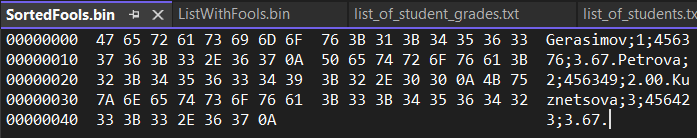 SortedFools.bin ListWithFools.bin list_of_student_grades.txt list_of_students.tx
00000000 47 65 72 61 73 69 6D 6F 76 3B 31 3B 34 35 36 33 Gerasimov;1;4563
00000010 37 36 3B 33 2E 36 37 0A 50 65 74 72 6F 76 61 3B 76;3.67.Petrova;
00000020 32 3B 34 35 36 33 34 39 3B 32 2E 30 30 0A 4B 75 2;456349;2.00.Ku
00000030 7A 6E 65 74 73 6F 76 61 3B 33 3B 34 35 36 34 32 znetsova;3;45642
00000040 33 3B 33 2E 36 37 0A 3;3.67.